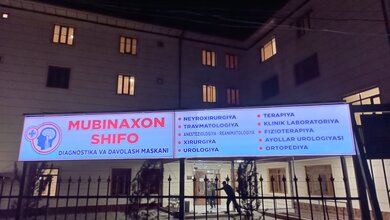 MUBINAXON
SHIFO
DIAGNOSTIKA VA DAVOLASH MASKANI
• NEYROXIRURGIYA
• TRAVMATOLOGIYA
• ANESTEZIOLOGIYA - REANIMATOLOGIYA
• XIRURGIYA
• UROLOGIYA
• TERAPIYA
• KLINIK LABORATORIYA
• FIZIOTERAPIYA
• AYOLLAR UROLOGIYASI
• ORTOPEDIYA